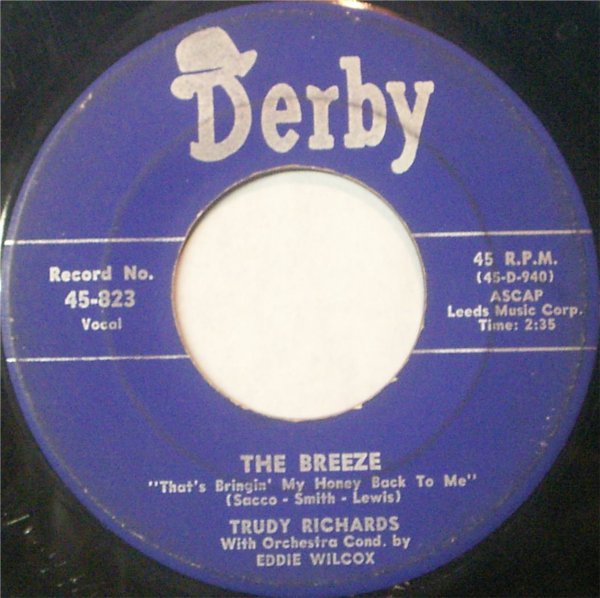 Derby
Record No.
45-823
Vocal
45 R.P.M.
(45-D-940)
ASCAP
Leeds Music Corp.
Time: 2:35
THE BREEZE
"That's Bringin' My Honey Back To Me"
(Sacco - Smith - Lewis)
TRUDY RICHARDS
With Orchestra Cond. by
EDDIE WILCOX